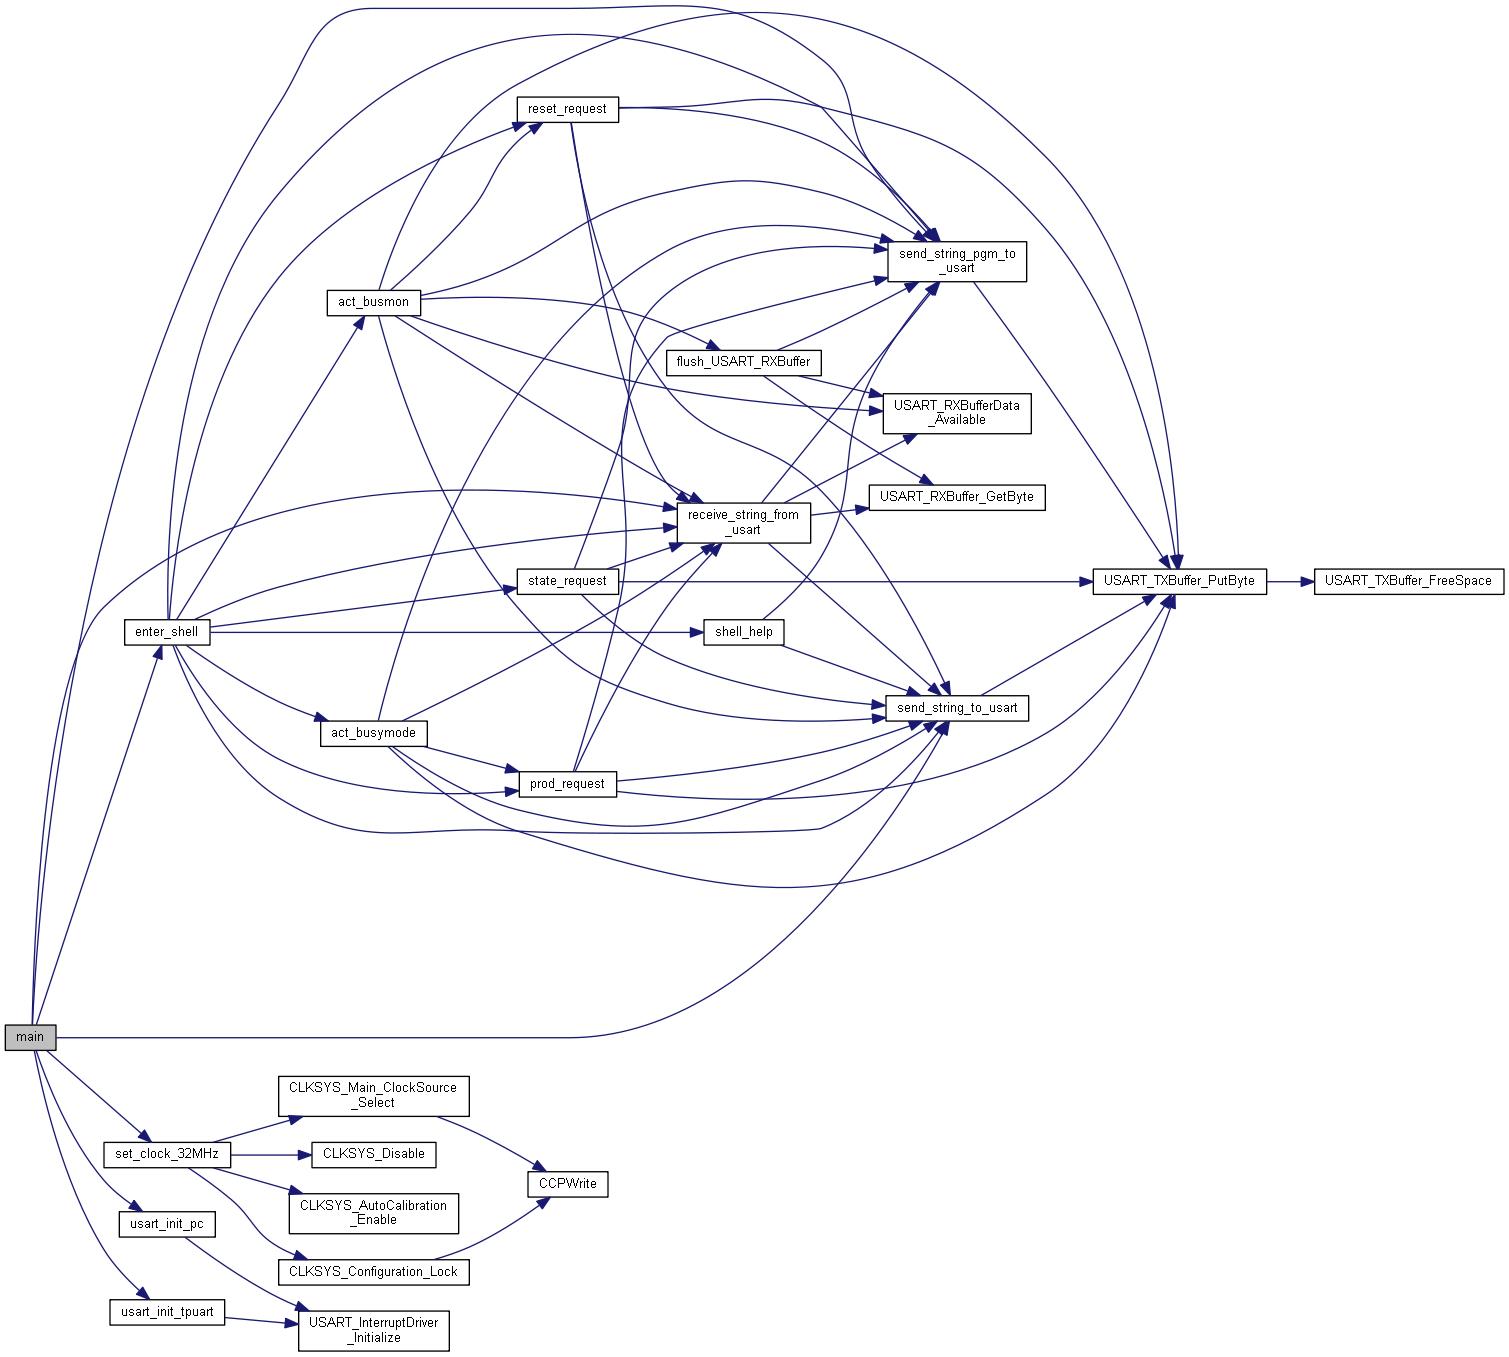 reset_request
send_string_pgm_to
_usart
act_busmon
flush_USART_RXBuffer
USART_RXBufferData
_Available
USART_RXBuffer_GetByte
receive_string_from
_usart
state_request
USART_TXBuffer_PutByte
USART_TXBuffer_FreeSpace
enter_shell
shell_help
send_string_to_usart
act_busymode
prod_request
main
CLKSYS_Main_ClockSource
_Select
set_clock_32MHz
CLKSYS_Disable
CCPWrite
CLKSYS_AutoCalibration
_Enable
usart_init_pc
CLKSYS_Configuration_Lock
usart_init_tpuart
USART_InterruptDriver
_Initialize